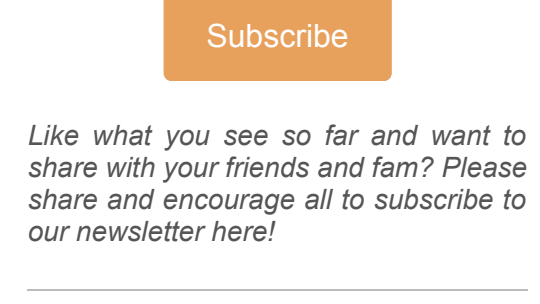 Subscribe
Like what you see so far and want to
share with your friends and fam? Please
share and encourage all to subscribe to
our newsletter here!